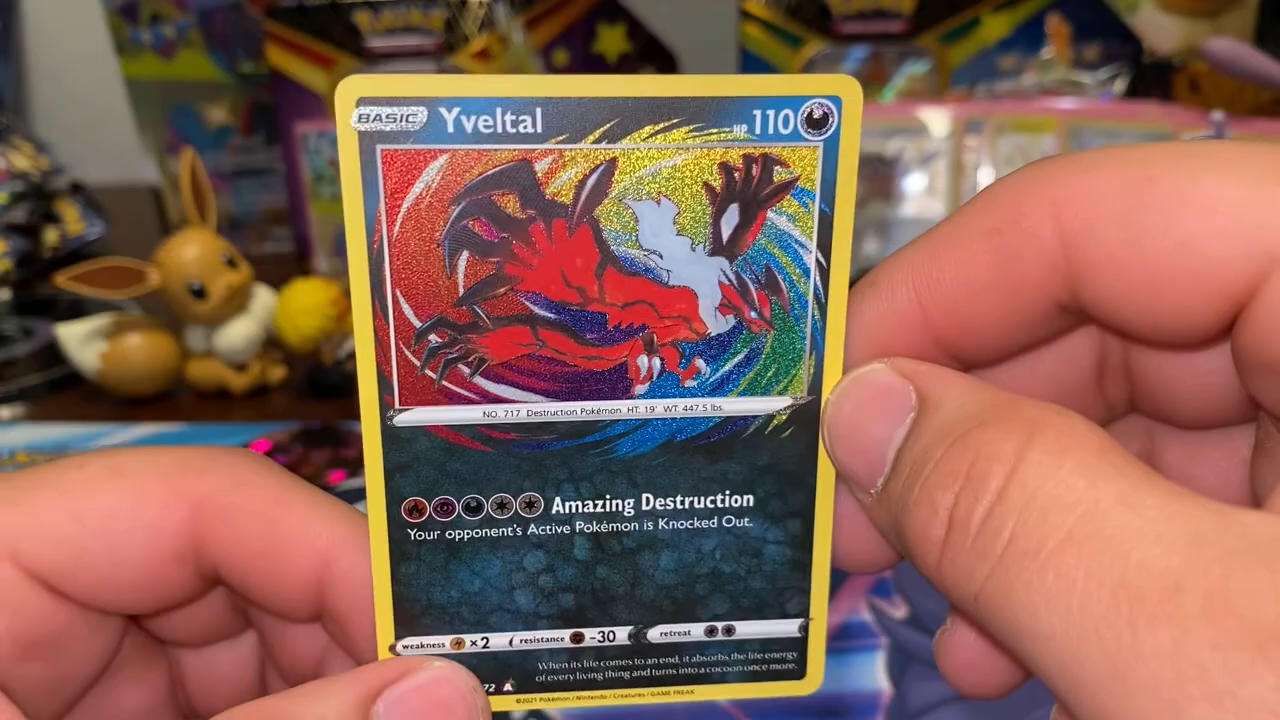 BASIC Yveltal HP 110
NO. 717 Destruction Pokémon HT: 19' WT: 447.5 lbs.
Amazing Destruction
Your opponent's Active Pokémon is Knocked Out.
weakness ×2 resistance -30 retreat
When its life comes to an end, it absorbs the life energy
of every living thing and turns into a cocoon once more.
72
©2021 Pokémon / Nintendo / Creatures / GAME FREAK